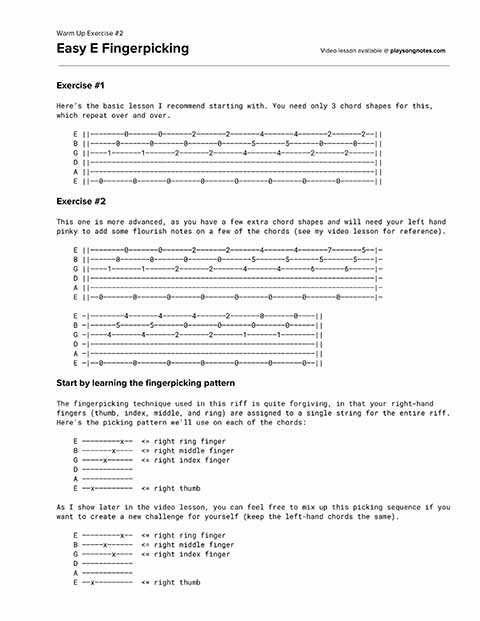 Warm Up Exercise #2
Easy E Fingerpicking
Video lesson available @ playsongnotes.com
Exercise #1
Here's the basic lesson I recommend starting with. You need only 3 chord shapes for this,
which repeat over and over.
E ||--------0-------0-------2-------2-------4-------4-------2-------2--||
B ||------0-------0-------0-------0-------5-------5-------0-------0----||
G ||----1-------1-------2-------2-------4-------4-------2-------2------||
D ||-------------------------------------------------------------------||
A ||-------------------------------------------------------------------||
E ||--0-------0-------0-------0-------0-------0-------0-------0--------||
Exercise #2
This one is more advanced, as you have a few extra chord shapes and will need your left hand
pinky to add some flourish notes on a few of the chords (see my video lesson for reference).
E ||--------0-------0-------2-------2-------4-------4-------7-------5--|-
B ||------0-------0-------0-------0-------5-------5-------5-------5----|-
G ||----1-------1-------2-------2-------4-------4-------6-------6------|-
D ||-------------------------------------------------------------------|-
A ||-------------------------------------------------------------------|-
E ||--0-------0-------0-------0-------0-------0-------0-------0--------|-
E -|--------4-------4-------4-------2-------0-------0----||
B -|------5-------5-------0-------0-------0-------0------||
G -|----4-------4-------2-------2-------1-------1--------||
D -|-----------------------------------------------------||
A -|-----------------------------------------------------||
E -|--0-------0-------0-------0-------0-------0-------0--||
Start by learning the fingerpicking pattern
The fingerpicking technique used in this riff is quite forgiving, in that your right-hand
fingers (thumb, index, middle, and ring) are assigned to a single string for the entire riff.
Here's the picking pattern we'll use on each of the chords:
E ---------x-- <= right ring finger
B -------x---- <= right middle finger
G -----x------ <= right index finger
D ------------
A ------------
E --x--------- <= right thumb
As I show later in the video lesson, you can feel free to mix up this picking sequence if you
want to create a new challenge for yourself (keep the left-hand chords the same).
E ---------x-- <= right ring finger
B -----x------ <= right middle finger
G -------x---- <= right index finger
D ------------
A ------------
E --x--------- <= right thumb